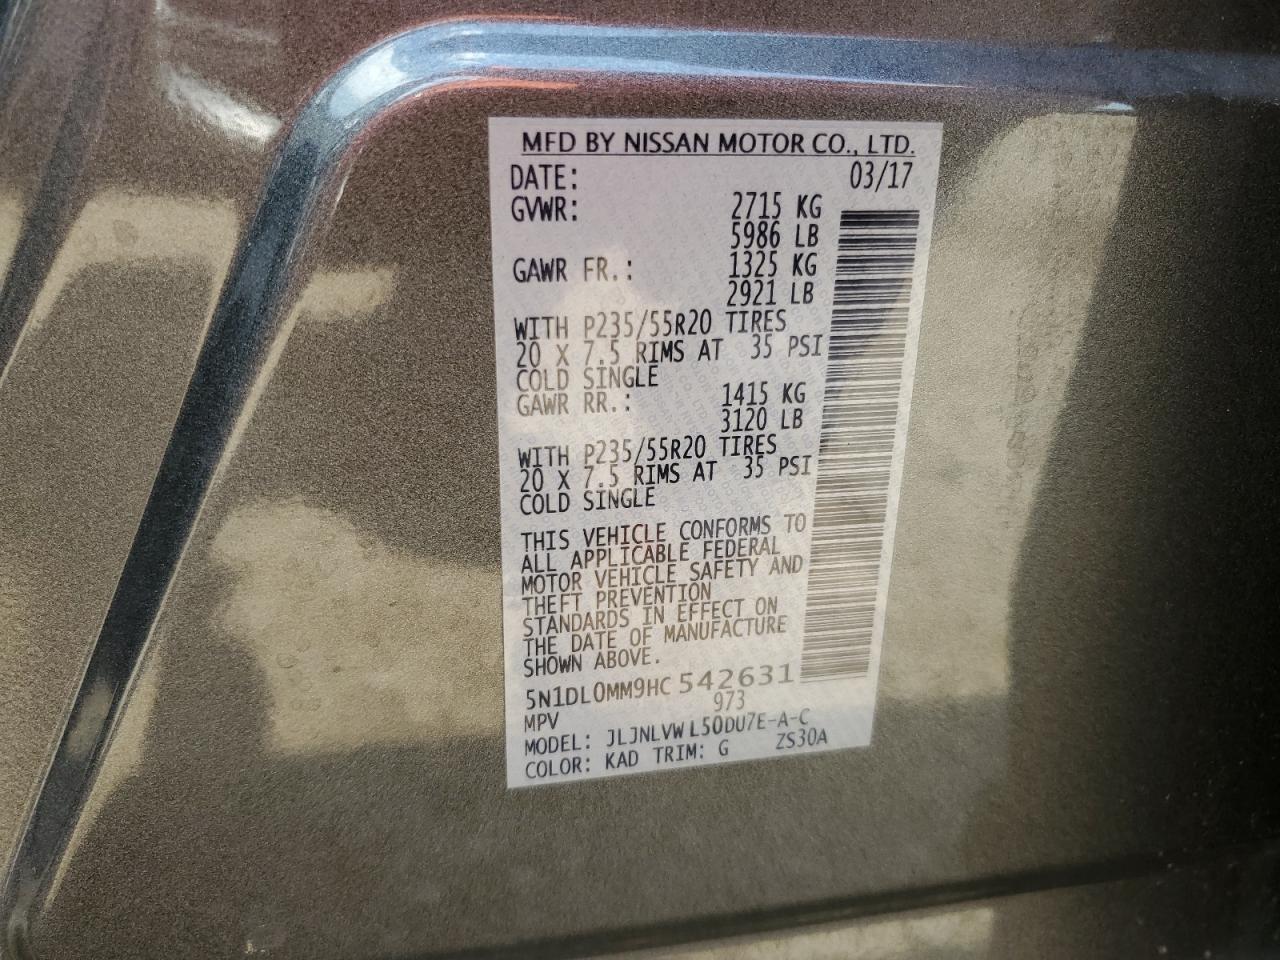 MFD BY NISSAN MOTOR CO., LTD.
DATE: 03/17
GVWR: 2715 KG
5986 LB
GAWR FR.: 1325 KG
2921 LB
WITH P235/55R20 TIRES
20 X 7.5 RIMS AT 35 PSI
COLD SINGLE
GAWR RR.: 1415 KG
3120 LB
WITH P235/55R20 TIRES
20 X 7.5 RIMS AT 35 PSI
COLD SINGLE
THIS VEHICLE CONFORMS TO
ALL APPLICABLE FEDERAL
MOTOR VEHICLE SAFETY AND
THEFT PREVENTION
STANDARDS IN EFFECT ON
THE DATE OF MANUFACTURE
SHOWN ABOVE.
5N1DL0MM9HC542631
MPV 973
MODEL: JLJNLVWL50DU7E-A-C
COLOR: KAD TRIM: G ZS30A